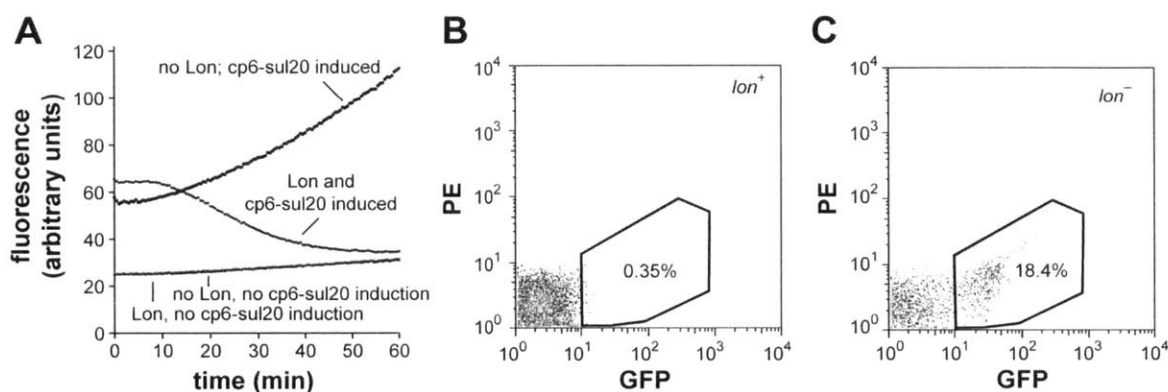 A
fluorescence
(arbitrary units)
120
100
80
60
40
20
0
no Lon; cp6-sul20 induced
Lon and
cp6-sul20 induced
no Lon, no cp6-sul20 induction
Lon, no cp6-sul20 induction
0 10 20 30 40 50 60
time (min)
B
PE
10⁴
10³
10²
10¹
10⁰
lon⁺
0.35%
10⁰ 10¹ 10² 10³ 10⁴
GFP
C
PE
10⁴
10³
10²
10¹
10⁰
lon⁻
18.4%
10⁰ 10¹ 10² 10³ 10⁴
GFP